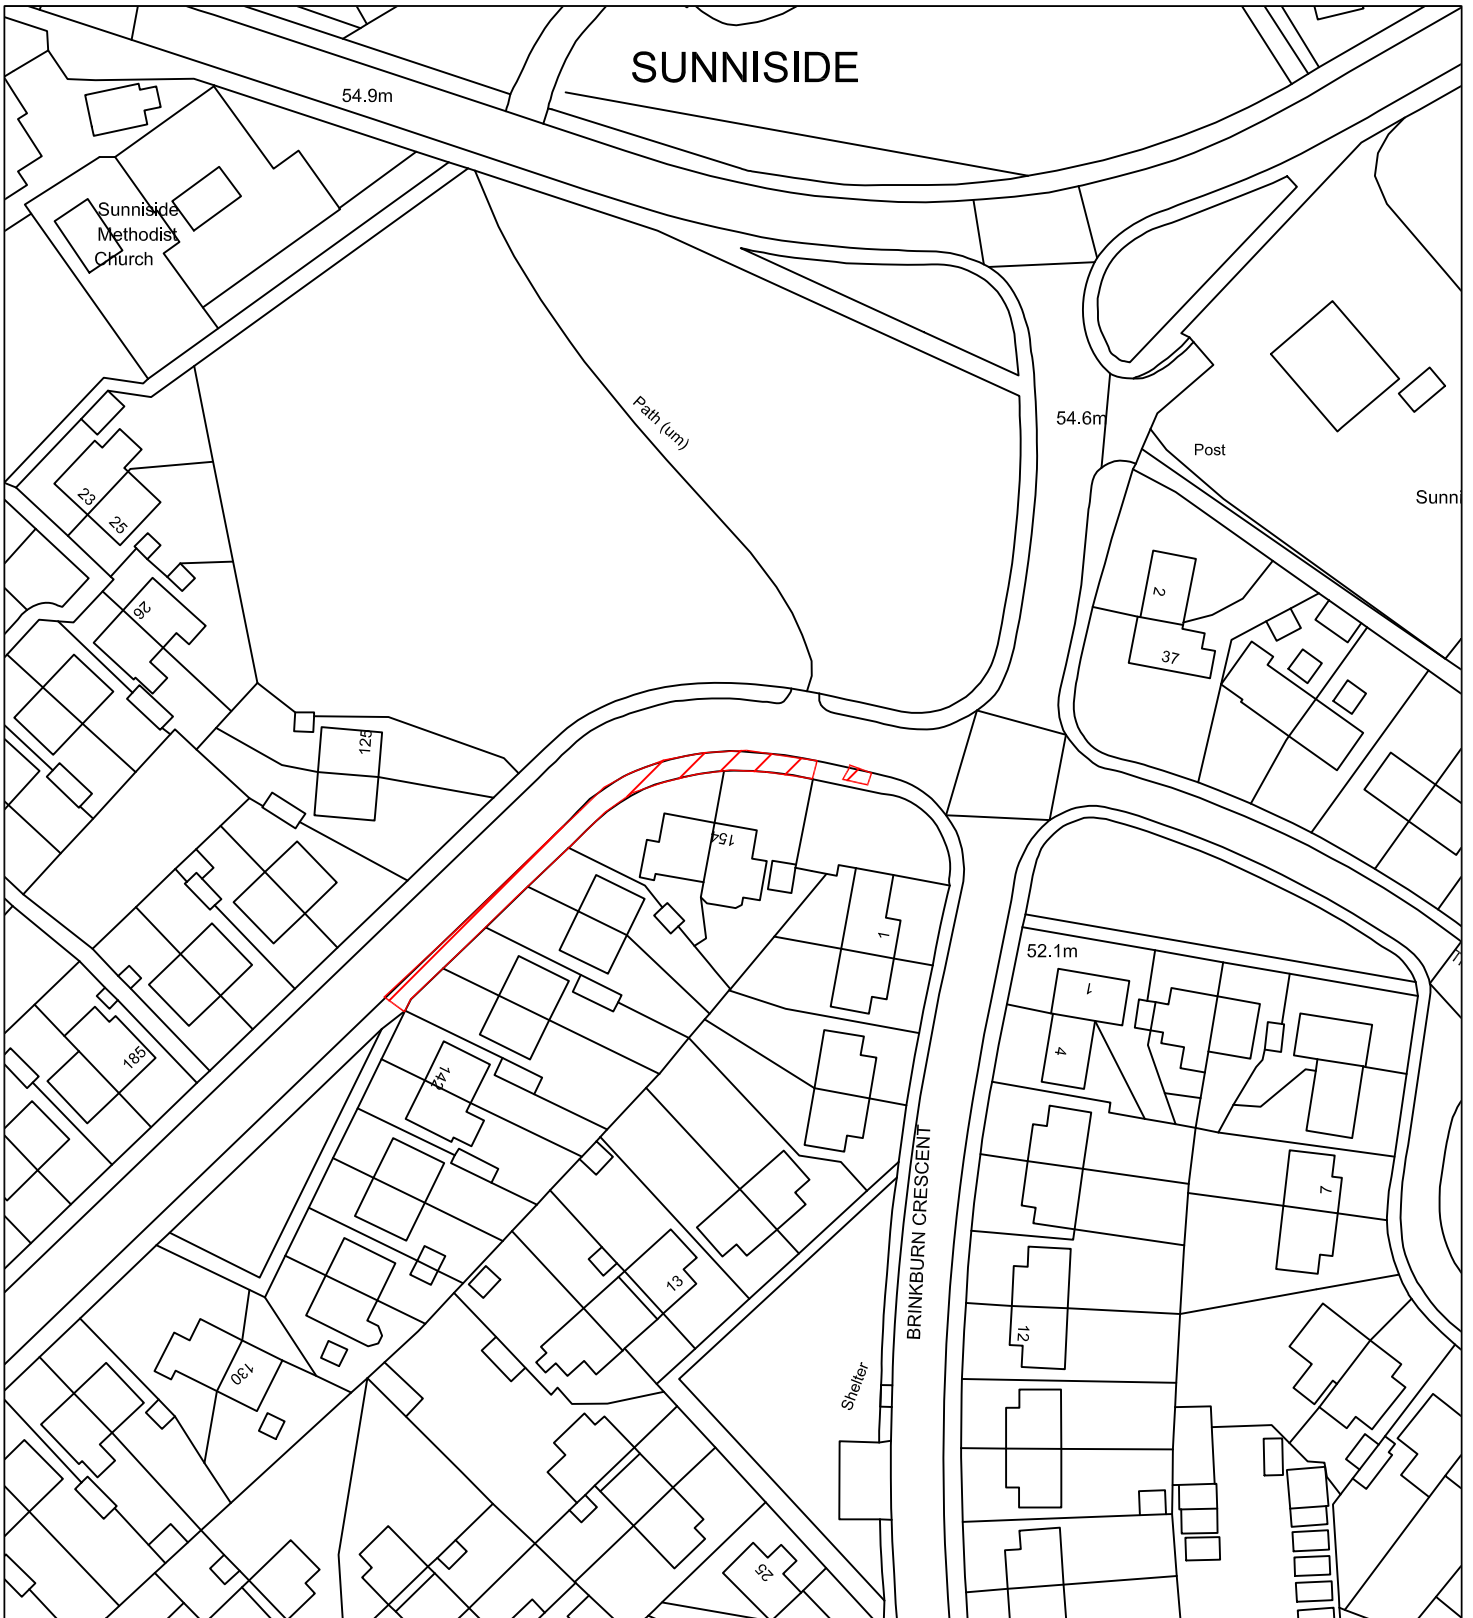 SUNNISIDE
54.9m
Sunniside
Methodist
Church
Path (um)
54.6m
Post
Sunni
23
25
26
2
37
125
154
1
52.1m
1
4
185
142
BRINKBURN CRESCENT
7
13
12
130
Shelter
25